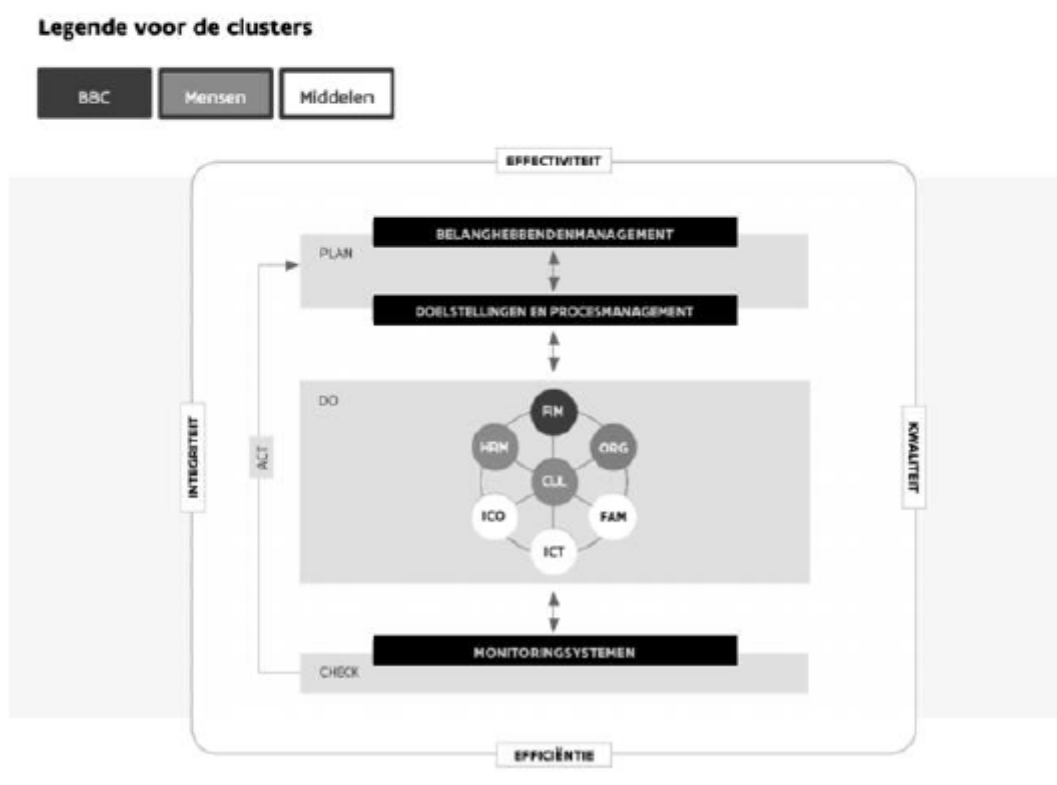 Legende voor de clusters
BBC
Mensen
Middelen
EFFECTIVITEIT
BELANGHEBBENDENMANAGEMENT
PLAN
DOELSTELLINGEN EN PROCESMANAGEMENT
DO
FIM
HRM
ORG
CUL
ICO
FAM
ICT
INTEGRITEIT
ACT
KWALITEIT
MONITORINGSYSTEMEN
CHECK
EFFICIËNTIE